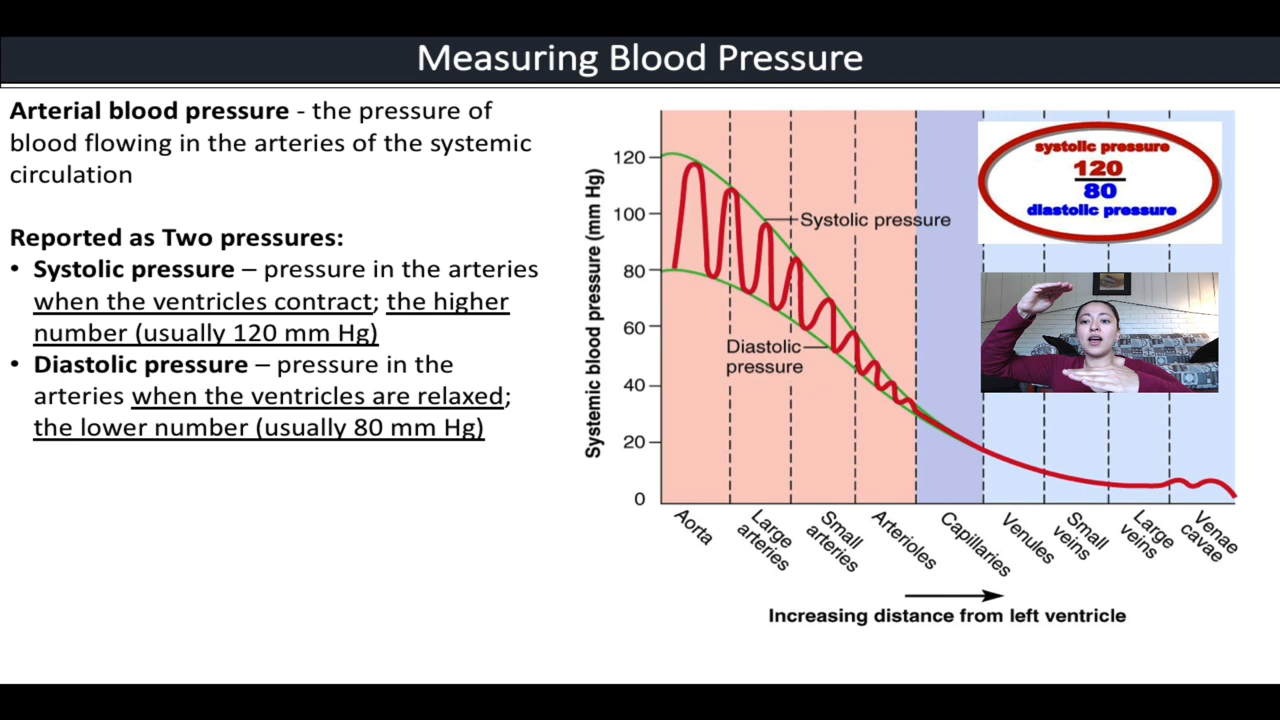 Measuring Blood Pressure
Arterial blood pressure - the pressure of
blood flowing in the arteries of the systemic
circulation
Reported as Two pressures:
• Systolic pressure – pressure in the arteries
when the ventricles contract; the higher
number (usually 120 mm Hg)
• Diastolic pressure – pressure in the
arteries when the ventricles are relaxed;
the lower number (usually 80 mm Hg)
Systemic blood pressure (mm Hg)
120
100
80
60
40
20
0
Systolic pressure
Diastolic
pressure
systolic pressure
120
80
diastolic pressure
Aorta
Large
arteries
Small
arteries
Arterioles
Capillaries
Venules
Small
veins
Large
veins
Venae
cavae
Increasing distance from left ventricle